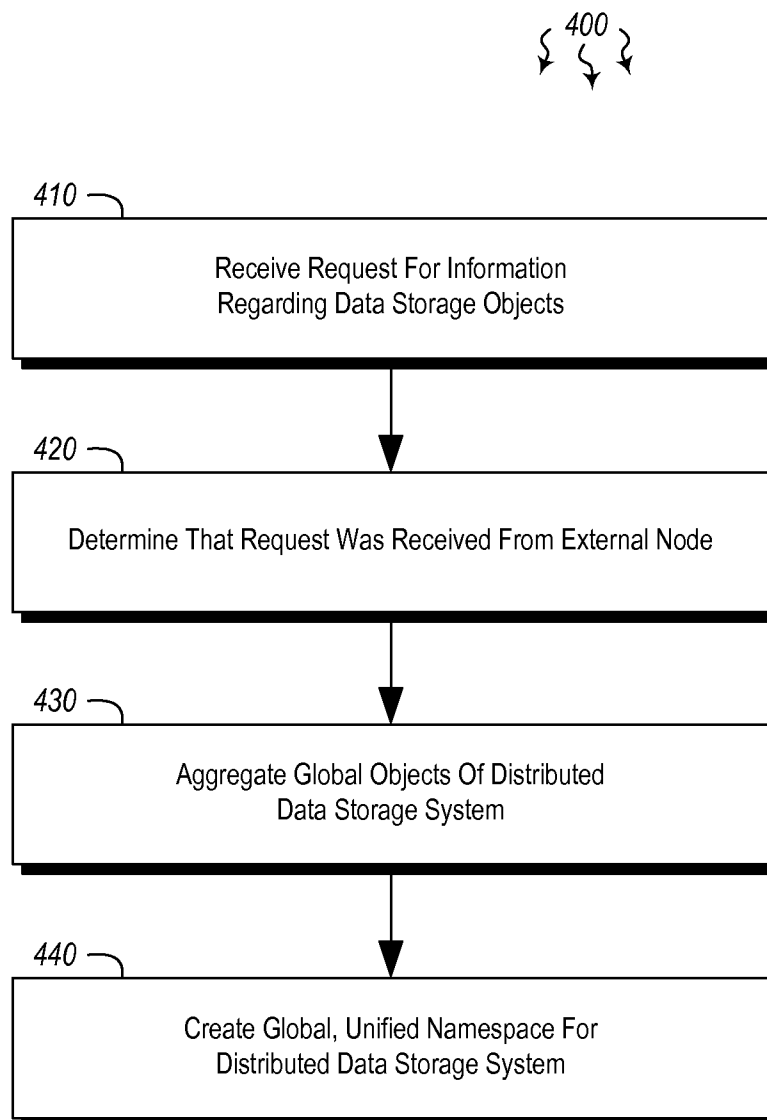 400
410
Receive Request For Information
Regarding Data Storage Objects
420
Determine That Request Was Received From External Node
430
Aggregate Global Objects Of Distributed
Data Storage System
440
Create Global, Unified Namespace For
Distributed Data Storage System